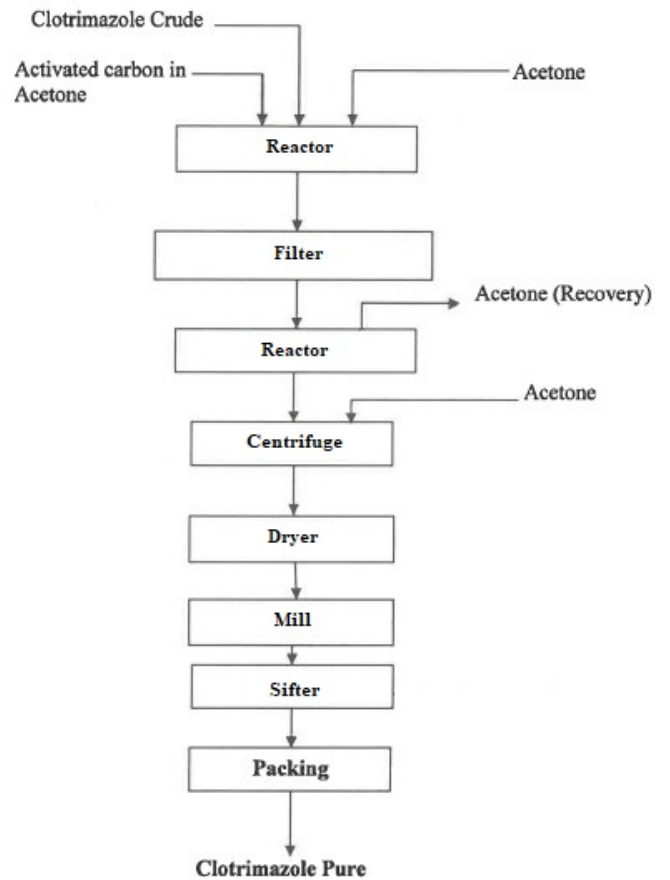 Clotrimazole Crude
Activated carbon in
Acetone
Acetone
Reactor
Filter
Acetone (Recovery)
Reactor
Acetone
Centrifuge
Dryer
Mill
Sifter
Packing
Clotrimazole Pure